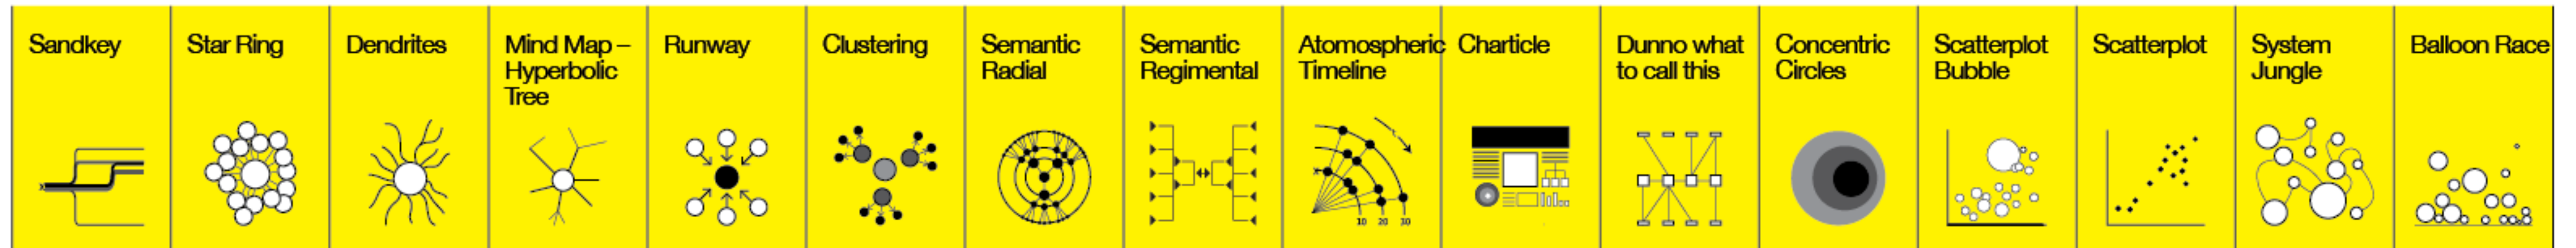 Sandkey
Star Ring
Dendrites
Mind Map –
Hyperbolic
Tree
Runway
Clustering
Semantic
Radial
Semantic
Regimental
Atomospheric
Timeline
10 20 30
Charticle
Dunno what
to call this
Concentric
Circles
Scatterplot
Bubble
Scatterplot
System
Jungle
Balloon Race